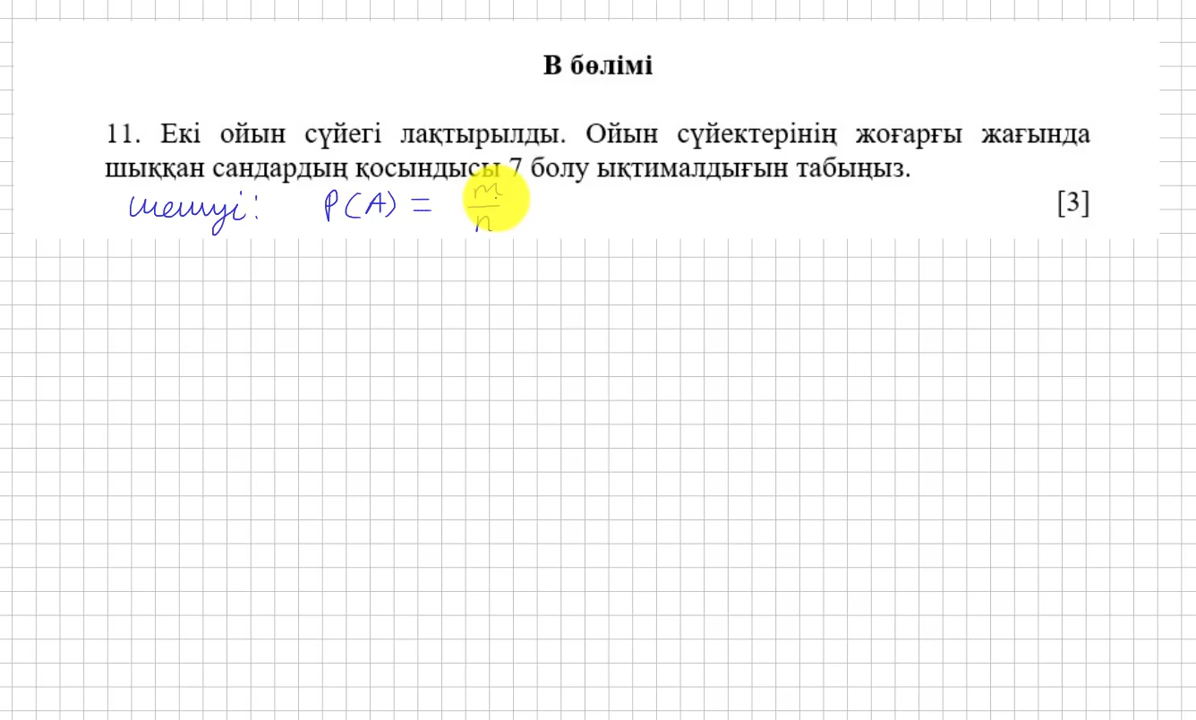 В бөлімі
11. Екі ойын сүйегі лақтырылды. Ойын сүйектерінің жоғарғы жағында
шыққан сандардың қосындысы 7 болу ықтималдығын табыңыз.
шешуі: P(A) = m/n
[3]